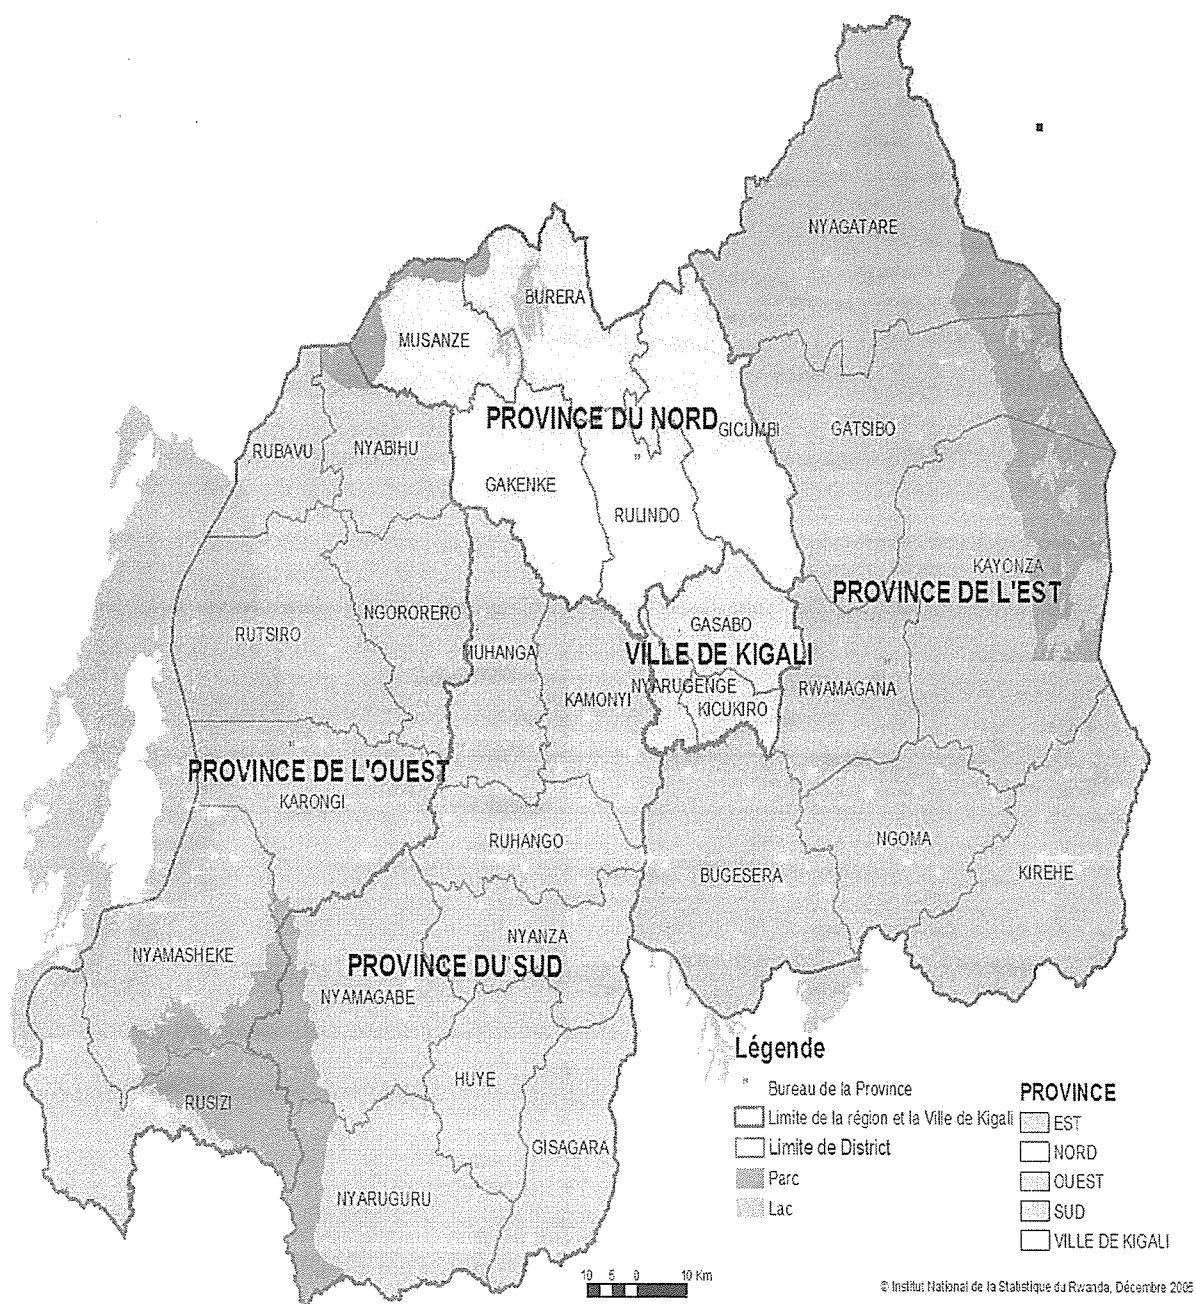 NYAGATARE
BURERA
MUSANZE
PROVINCE DU NORD
GICUMBI
GATSIBO
RUBAVU
NYABIHU
GAKENKE
RULINDO
KAYONZA
PROVINCE DE L'EST
NGORORERO
RUTSIRO
GASABO
MUHANGA
VILLE DE KIGALI
NYARUGENGE
KAMONYI
RWAMAGANA
KICUKIRO
PROVINCE DE L'OUEST
KARONGI
RUHANGO
NGOMA
BUGESERA
KIREHE
NYANZA
NYAMASHEKE
PROVINCE DU SUD
NYAMAGABE
HUYE
RUSIZI
GISAGARA
NYARUGURU
Légende
Bureau de la Province
Limite de la région et la Ville de Kigali
Limite de District
Parc
Lac
PROVINCE
EST
NORD
OUEST
SUD
VILLE DE KIGALI
10 5 0 10 Km
© Institut National de la Statistique du Rwanda, Décembre 2005